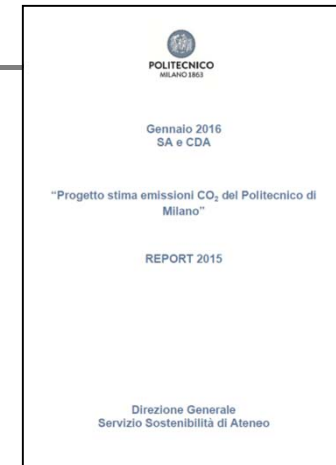 POLITECNICO
MILANO 1863
Gennaio 2016
SA e CDA
“Progetto stima emissioni CO₂ del Politecnico di
Milano”
REPORT 2015
Direzione Generale
Servizio Sostenibilità di Ateneo